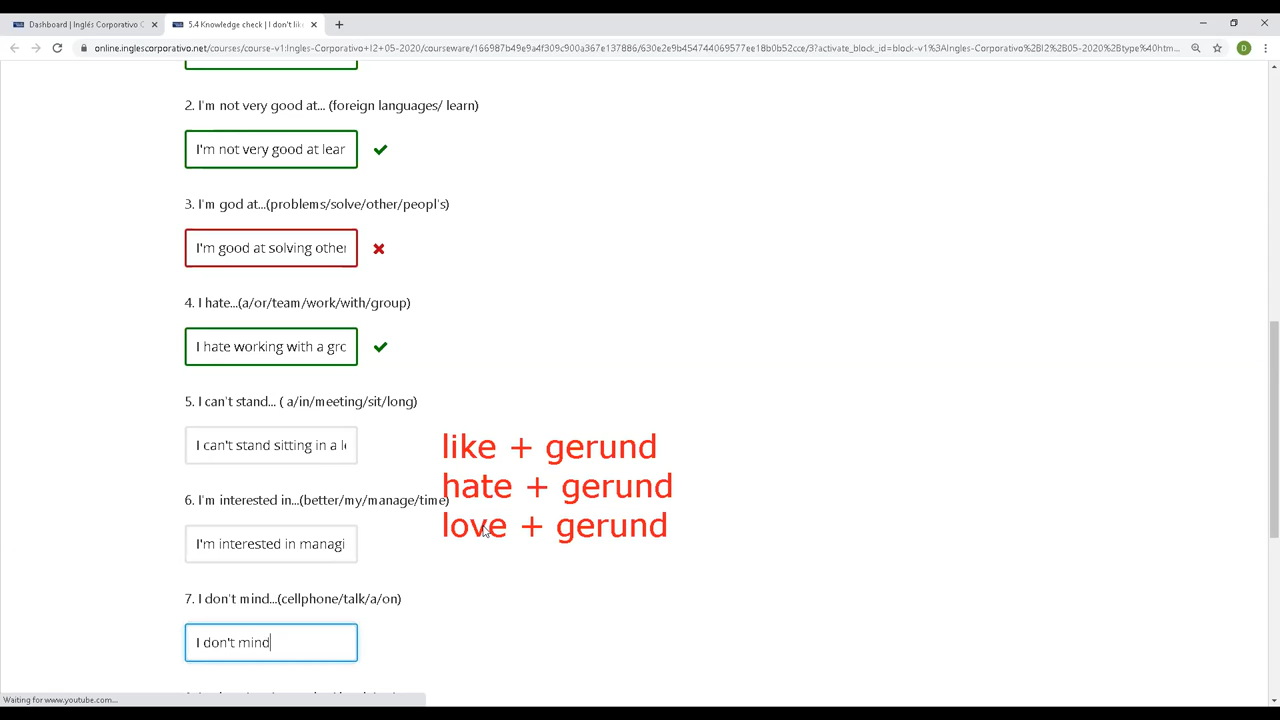 Dashboard | Inglés Corporativo C
5.4 Knowledge check | I don't lik
online.inglescorporativo.net/courses/course-v1:Ingles-Corporativo+I2+05-2020/courseware/166987b49e9a4f309c900a367e137886/630e2e9b4547440b9577ee18b0b52cce/3?activate_block_id=block-v1%3AIngles-Corporativo%2BI2%2B05-2020%2Btype%40htm...
D
2. I'm not very good at... (foreign languages/ learn)
I'm not very good at lear
3. I'm god at...(problems/solve/other/peopl's)
I'm good at solving other
4. I hate...(a/or/team/work/with/group)
I hate working with a gro
5. I can't stand... ( a/in/meeting/sit/long)
I can't stand sitting in a l
like + gerund
hate + gerund
6. I'm interested in...(better/my/manage/time)
love + gerund
I'm interested in managi
7. I don't mind...(cellphone/talk/a/on)
I don't mind
Waiting for www.youtube.com...